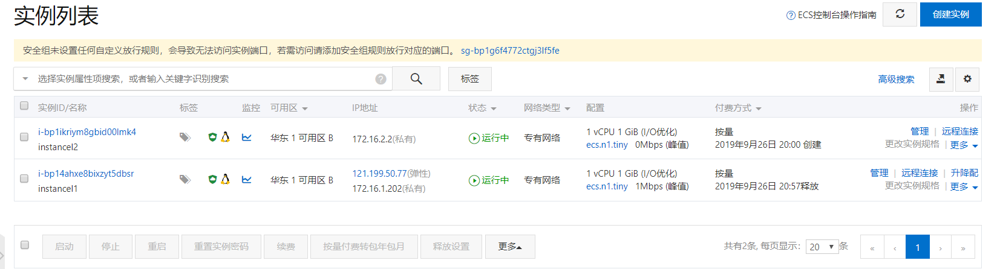 实例列表
ECS控制台操作指南
创建实例
安全组未设置任何自定义放行规则，会导致无法访问实例端口，若需访问请添加安全组规则放行对应的端口。 sg-bp1g6f4772ctgj3lf5fe
选择实例属性项搜索，或者输入关键字识别搜索
标签
高级搜索
实例ID/名称 标签 监控 可用区 IP地址 状态 网络类型 配置 付费方式 操作
i-bp1ikriym8gbid00lmk4
instancel2
华东 1 可用区 B
172.16.2.2(私有)
运行中
专有网络
1 vCPU 1 GiB (I/O优化)
ecs.n1.tiny 0Mbps (峰值)
按量
2019年9月26日 20:00 创建
管理 | 远程连接
更改实例规格 | 更多
i-bp14ahxe8bixzyt5dbsr
instancel1
华东 1 可用区 B
121.199.50.77(弹性)
172.16.1.202(私有)
运行中
专有网络
1 vCPU 1 GiB (I/O优化)
ecs.n1.tiny 1Mbps (峰值)
按量
2019年9月26日 20:57释放
管理 | 远程连接 | 升降配
更改实例规格 | 更多
启动 停止 重启 重置实例密码 续费 按量付费转包年包月 释放设置 更多
共有2条, 每页显示： 20 条
« ‹ 1 › »